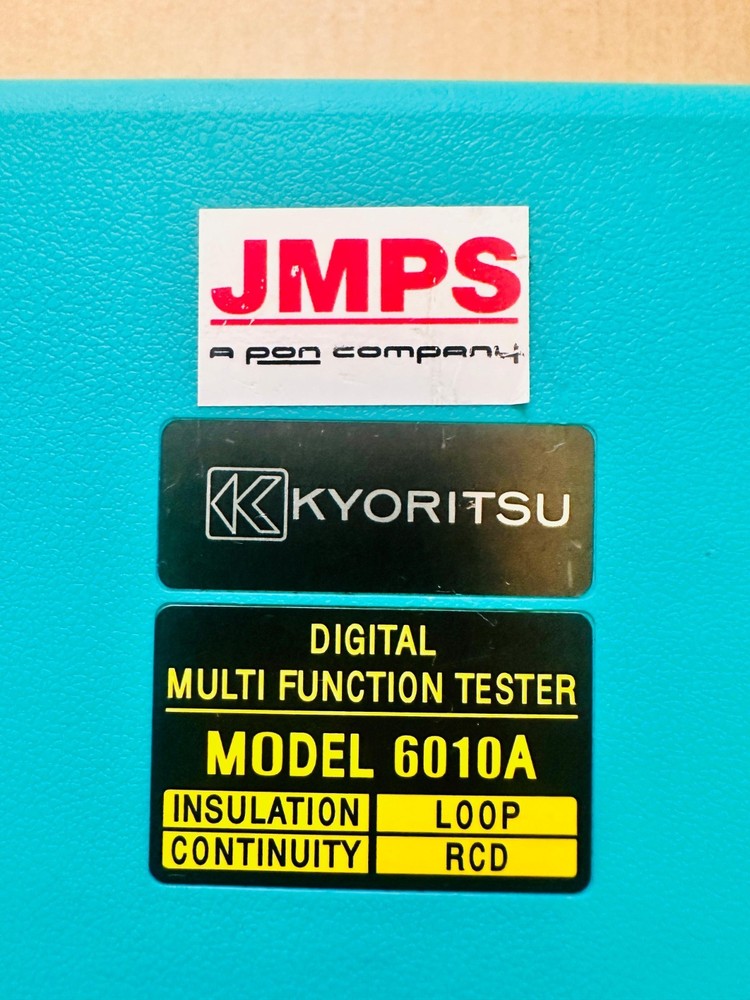 JMPS
A pon company
KYORITSU
DIGITAL
MULTI FUNCTION TESTER
MODEL 6010A
INSULATION LOOP
CONTINUITY RCD